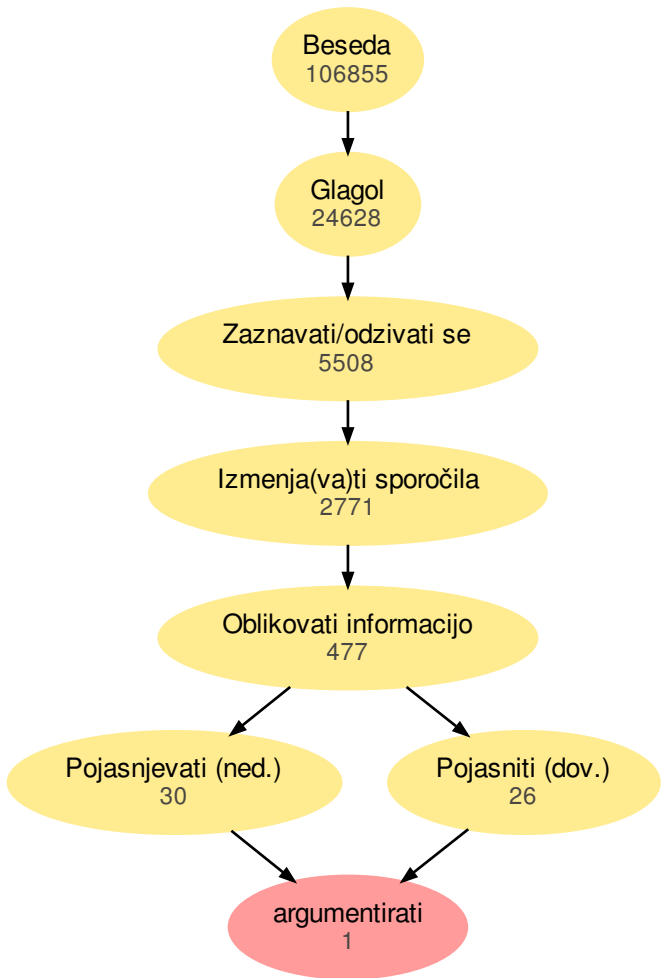 Beseda
106855
Glagol
24628
Zaznavati/odzivati se
5508
Izmenja(va)ti sporočila
2771
Oblikovati informacijo
477
Pojasnjevati (ned.)
30
Pojasniti (dov.)
26
argumentirati
1